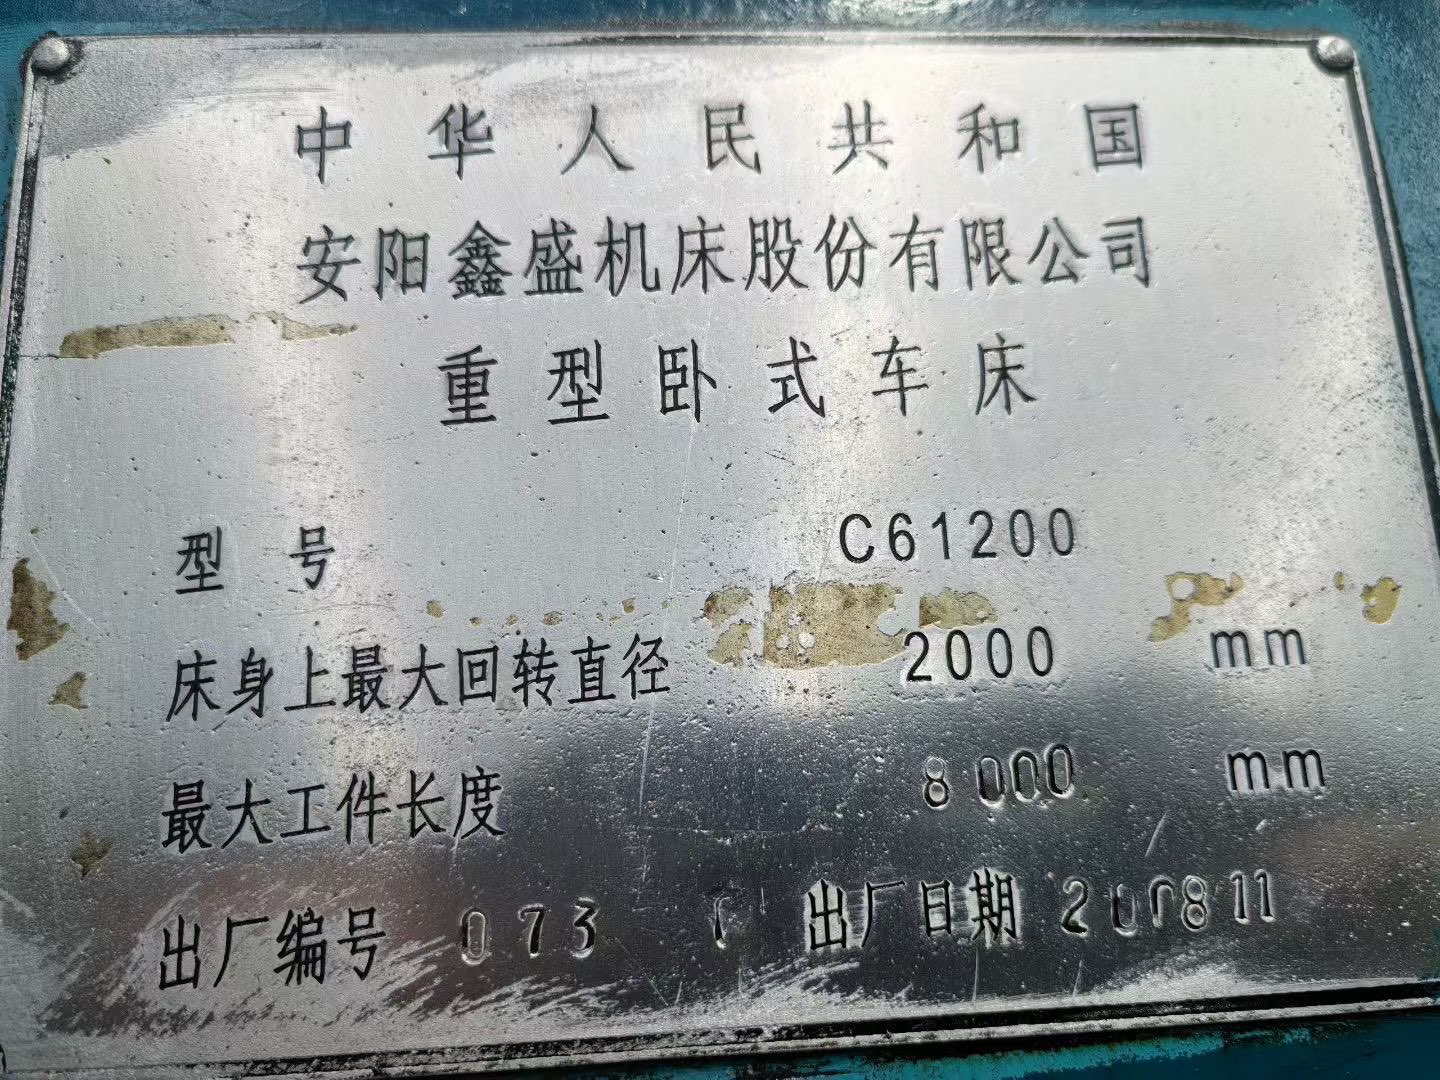 中华人民共和国
安阳鑫盛机床股份有限公司
重型卧式车床
型号 C61200
床身上最大回转直径 2000 mm
最大工件长度 8000 mm
出厂编号 073 出厂日期 200811